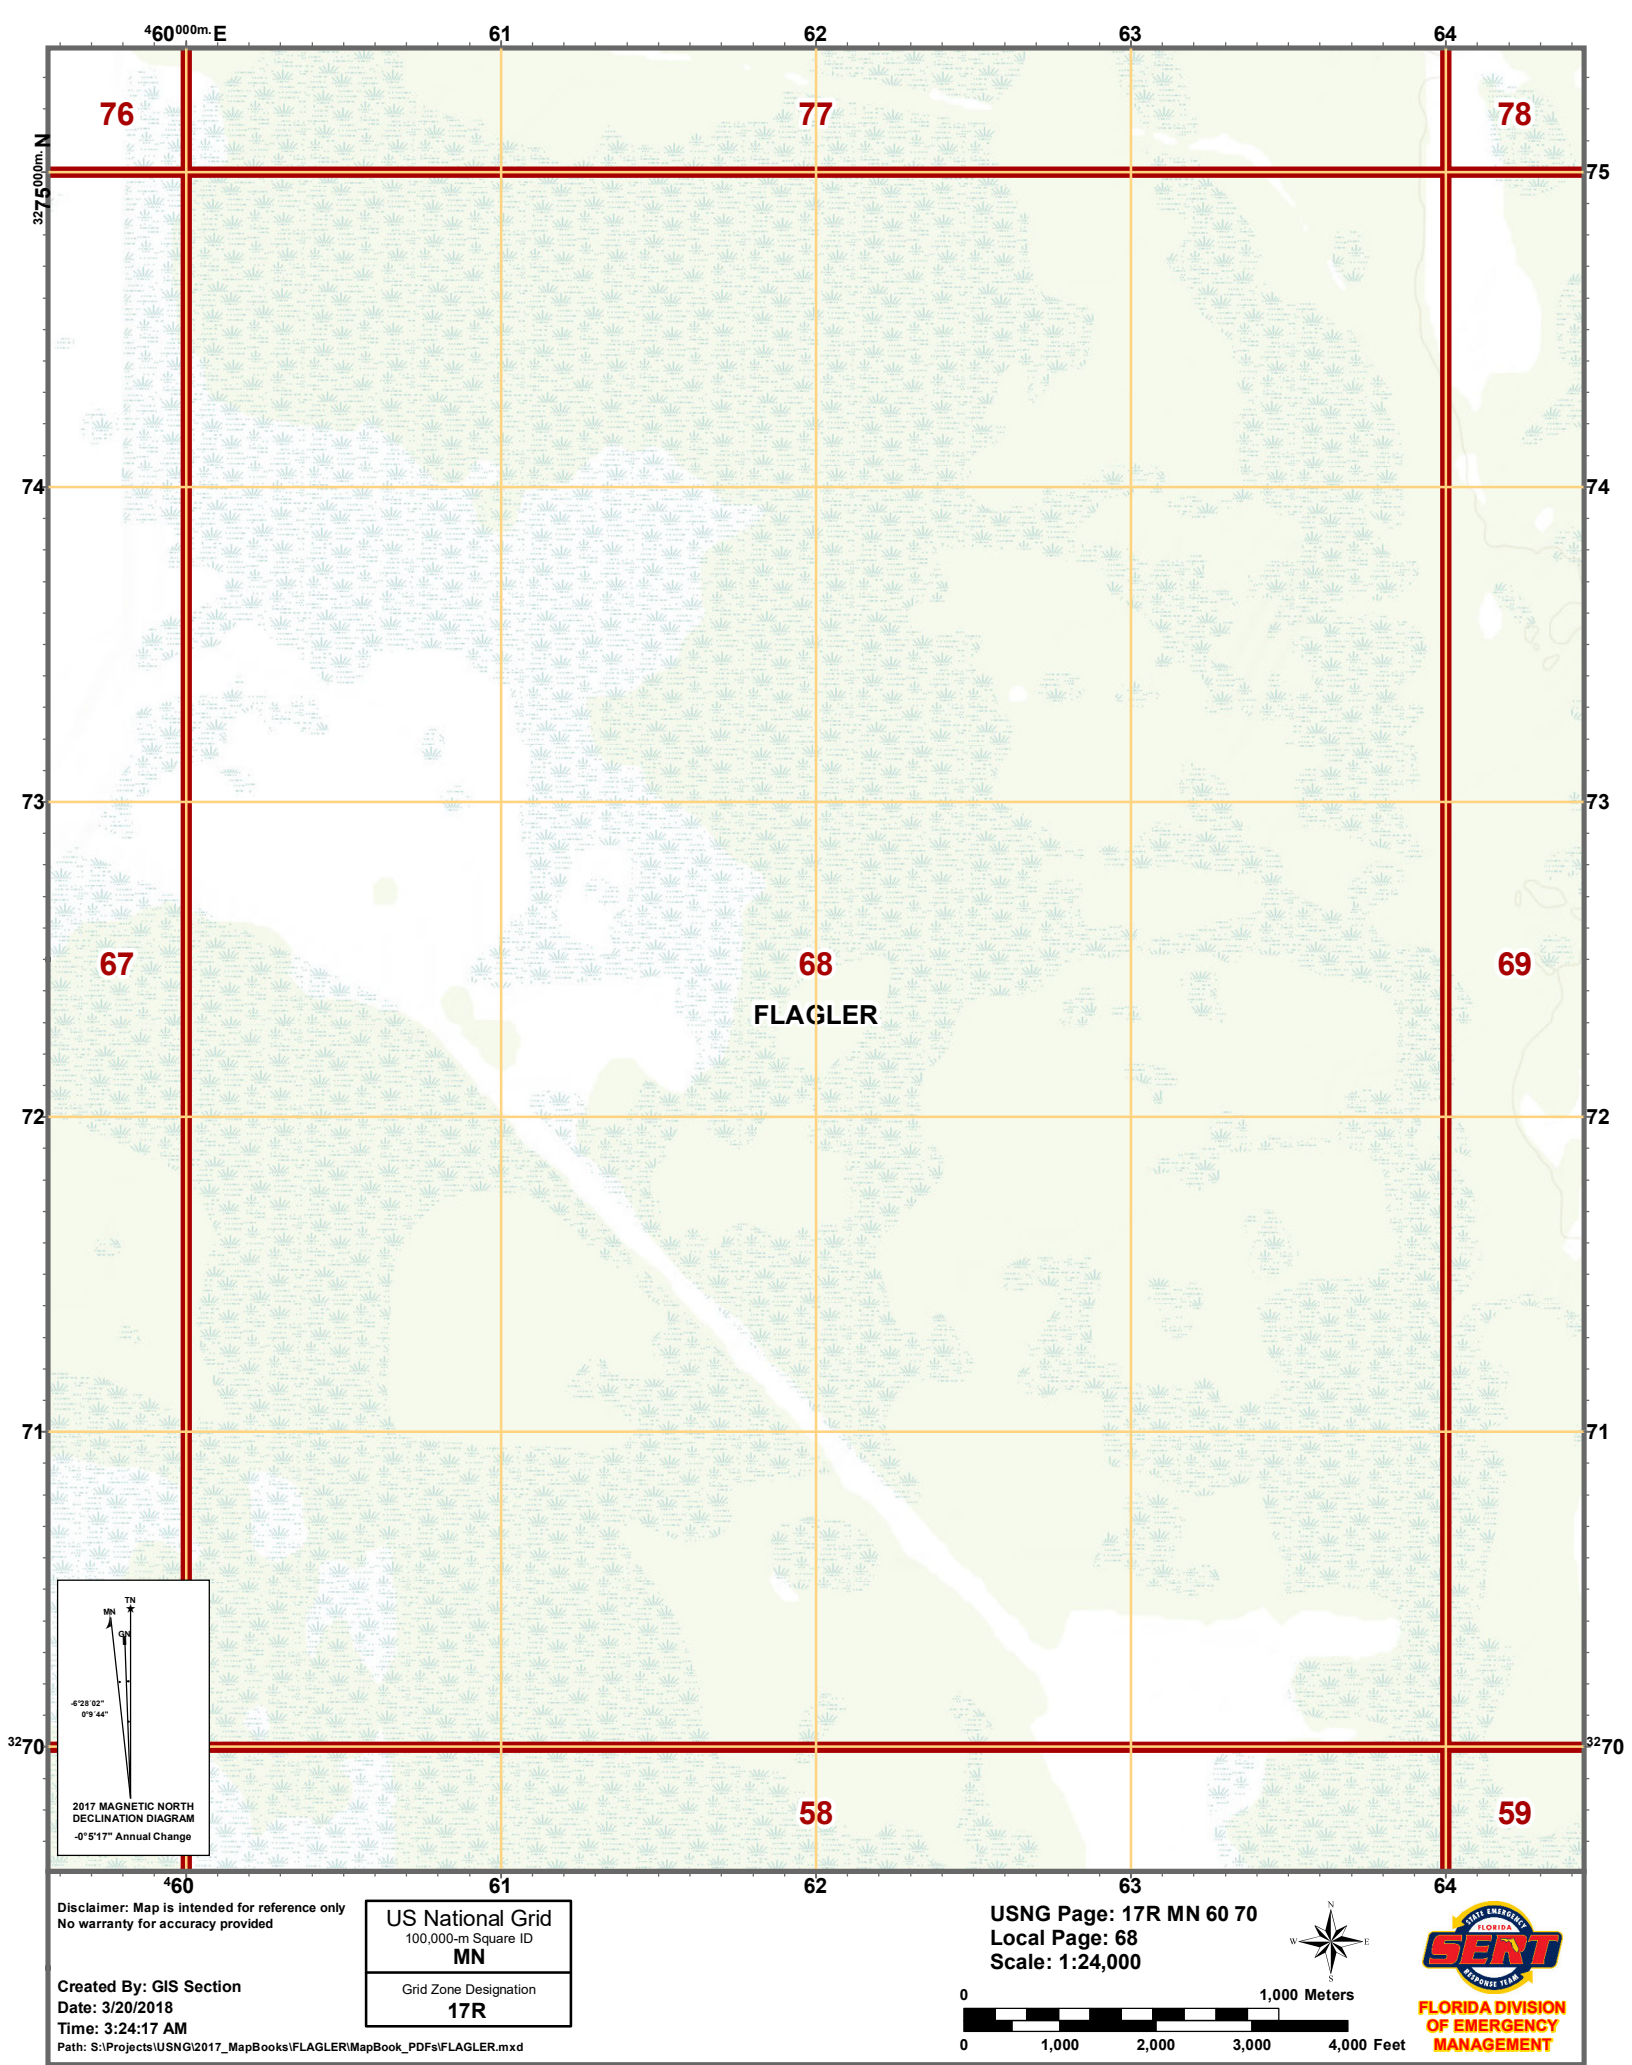 460000m.E 61 62 63 64
76 77 78
3275000m.N 75
74 74
73 73
67 68 69
FLAGLER
72 72
71 71
TN
MN
GN
-6°28'02"
0°9'44"
3270 3270
2017 MAGNETIC NORTH
DECLINATION DIAGRAM
-0°5'17" Annual Change
58 59
460 61 62 63 64
Disclaimer: Map is intended for reference only
No warranty for accuracy provided
Created By: GIS Section
Date: 3/20/2018
Time: 3:24:17 AM
Path: S:\Projects\USNG\2017_MapBooks\FLAGLER\MapBook_PDFs\FLAGLER.mxd
US National Grid
100,000-m Square ID
MN
Grid Zone Designation
17R
USNG Page: 17R MN 60 70
Local Page: 68
Scale: 1:24,000
N
W E
S
0 1,000 Meters
0 1,000 2,000 3,000 4,000 Feet
STATE EMERGENCY
FLORIDA
SERT
RESPONSE TEAM
FLORIDA DIVISION
OF EMERGENCY
MANAGEMENT